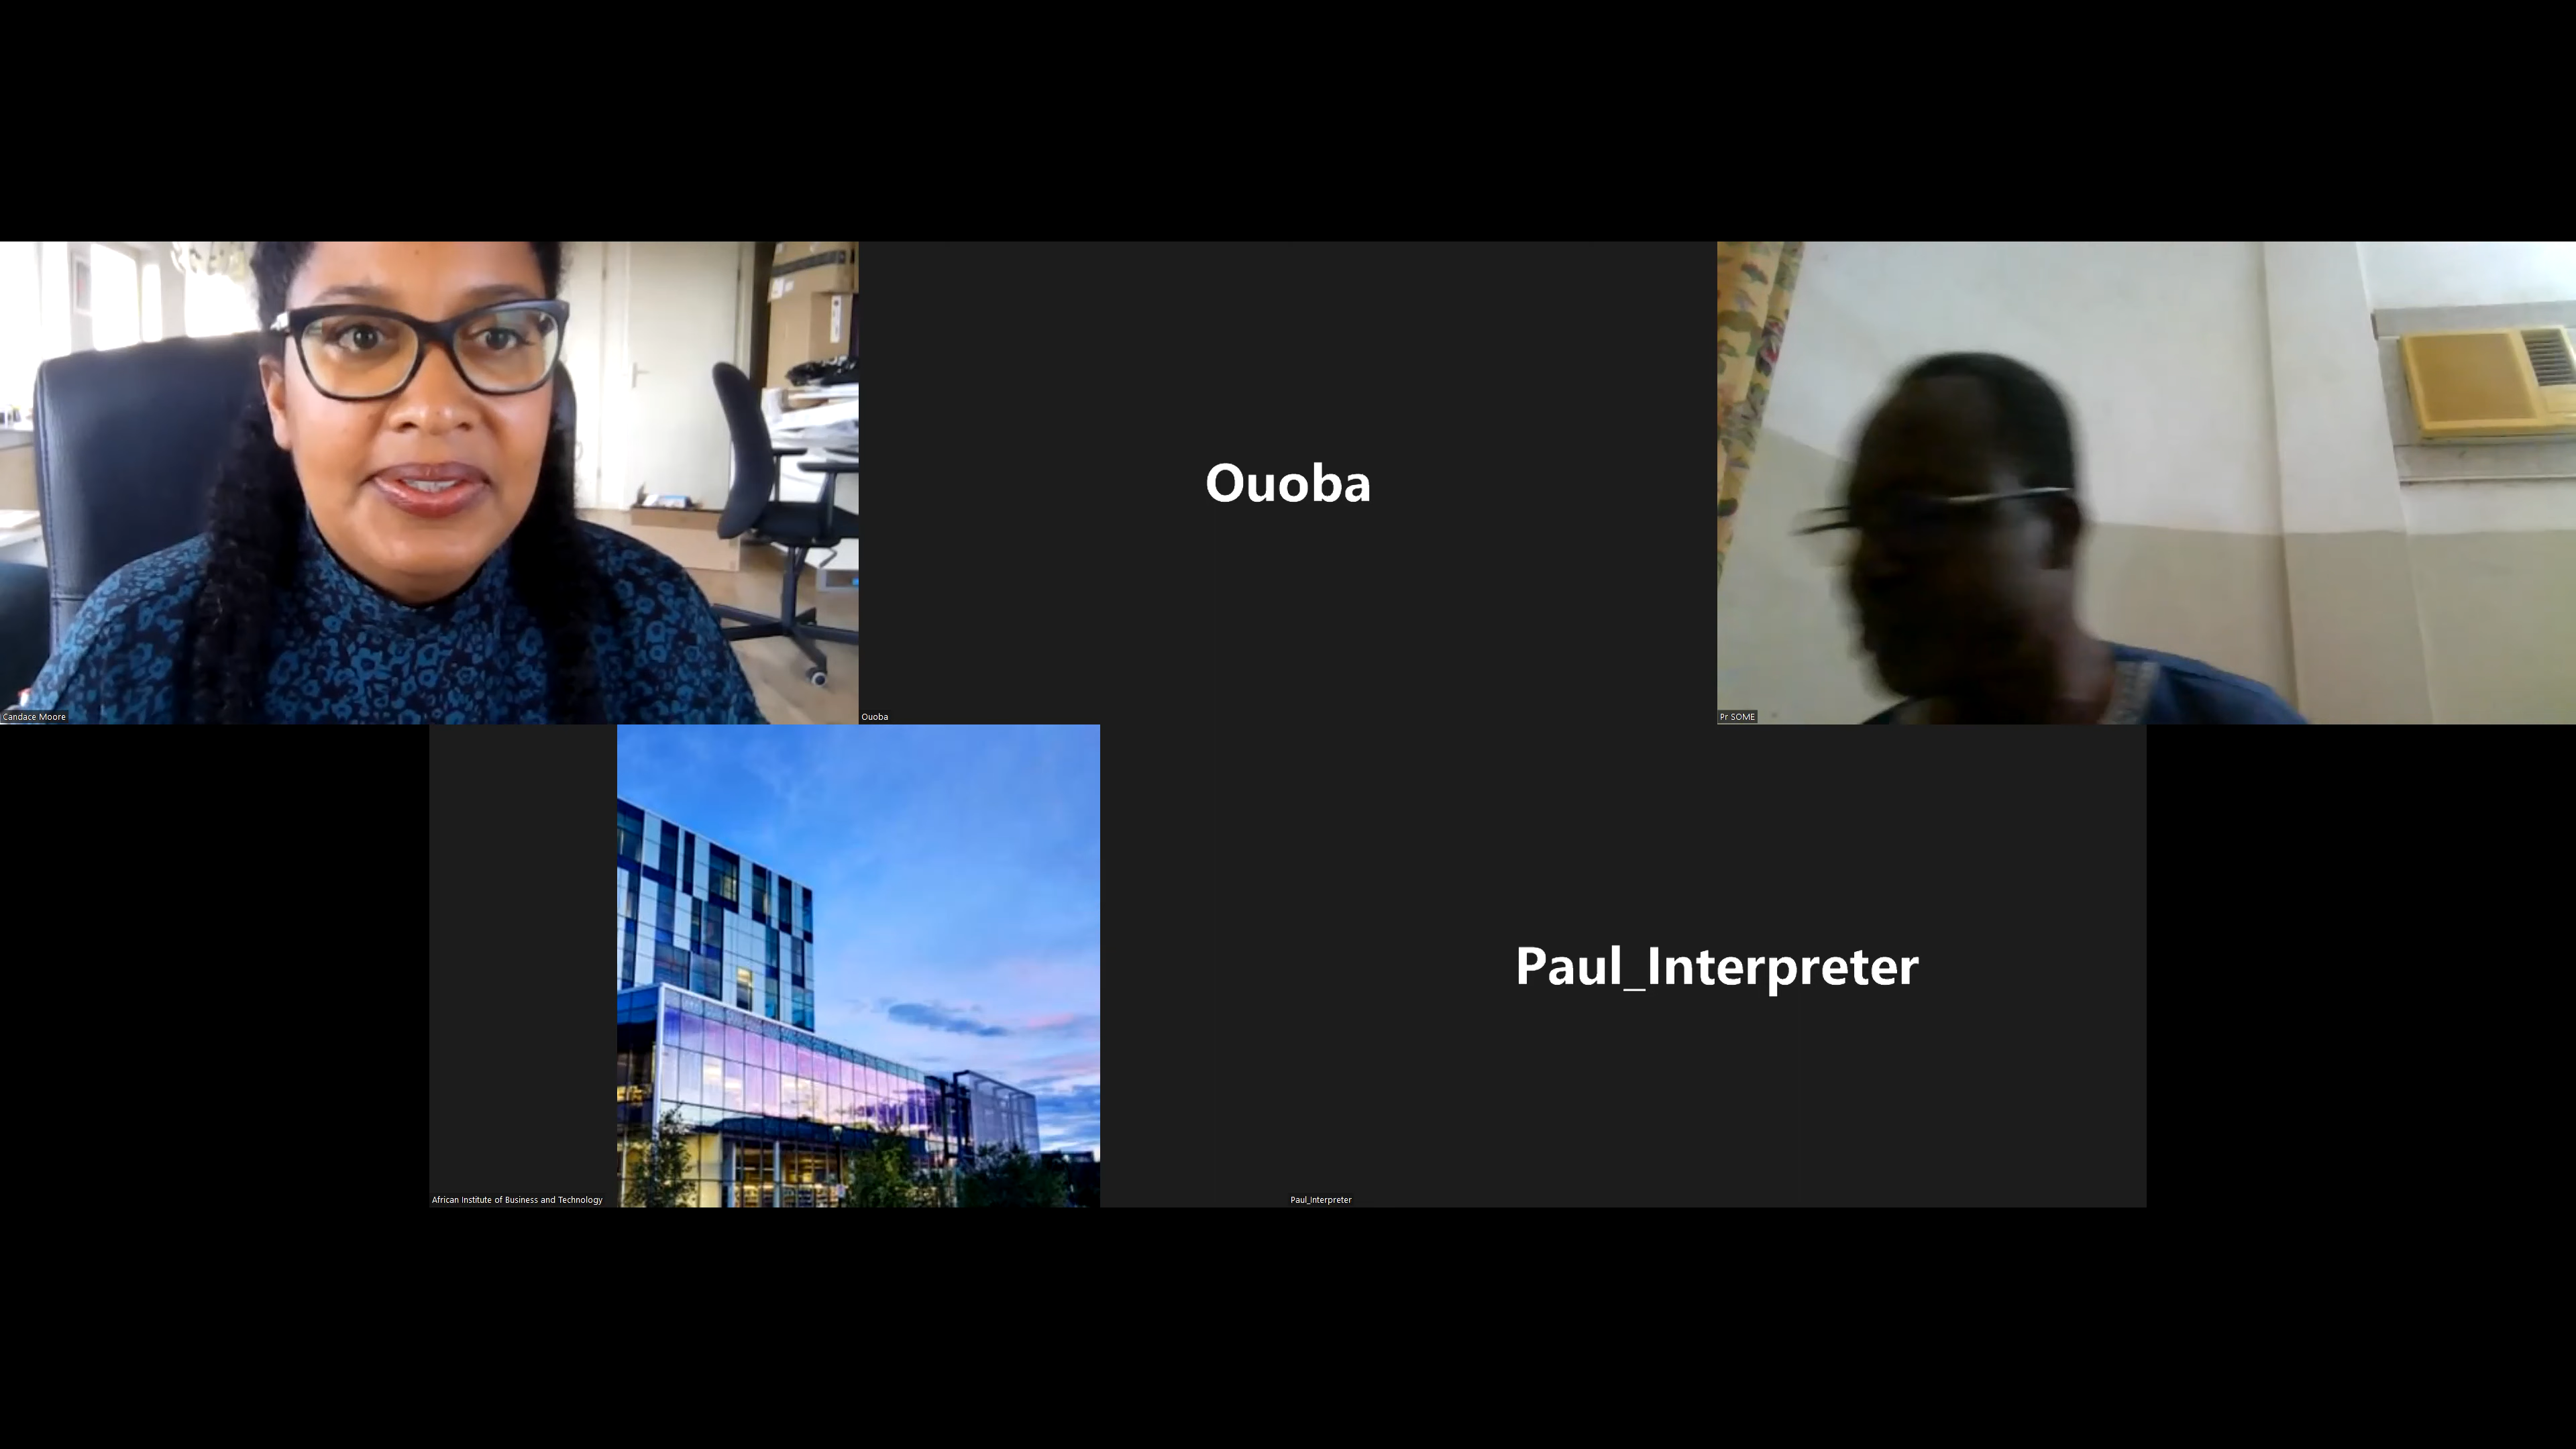 Ouoba
Candace Moore
Ouoba
Pr SOME
Paul_Interpreter
African Institute of Business and Technology
Paul_Interpreter